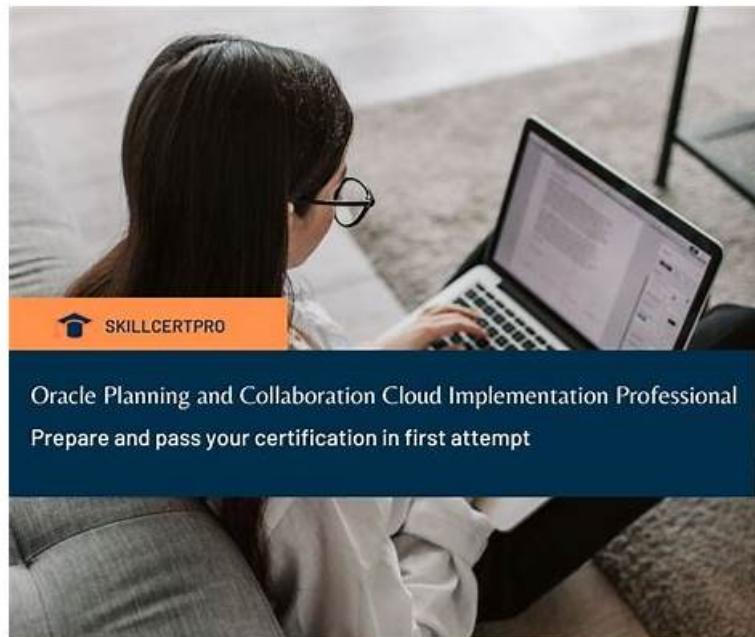 SKILLCERTPRO
Oracle Planning and Collaboration Cloud Implementation Professional
Prepare and pass your certification in first attempt